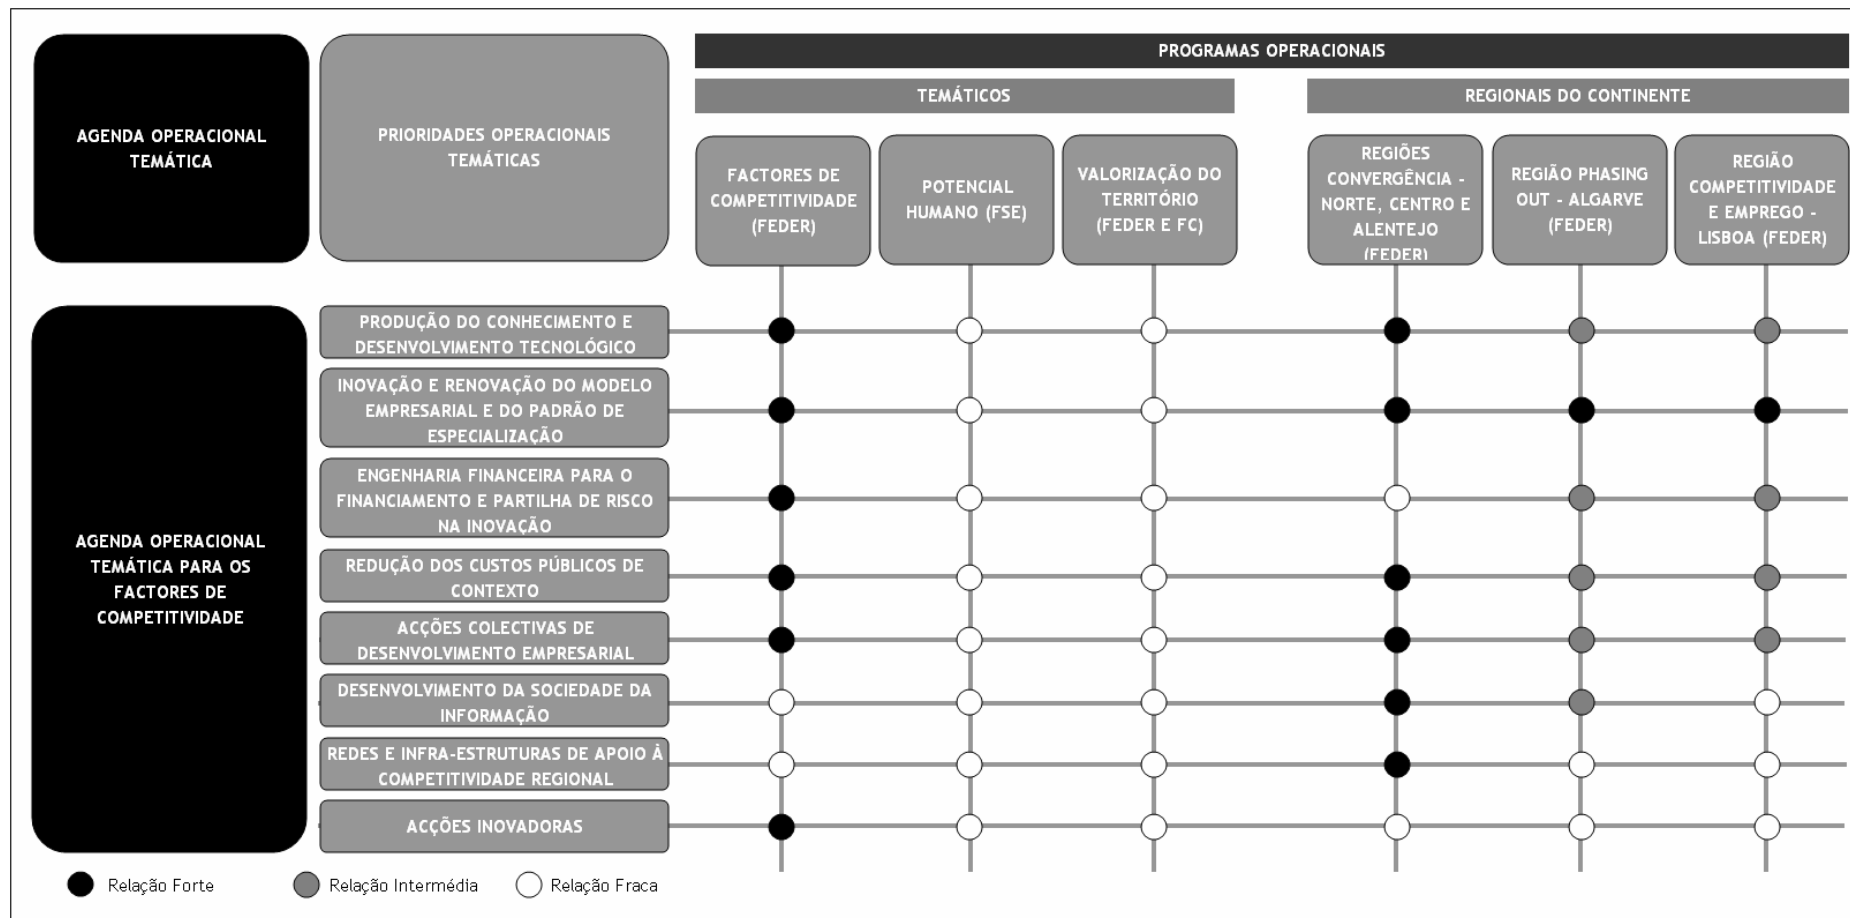 AGENDA OPERACIONAL
TEMÁTICA
PRIORIDADES OPERACIONAIS
TEMÁTICAS
PROGRAMAS OPERACIONAIS
TEMÁTICOS
REGIONAIS DO CONTINENTE
FACTORES DE
COMPETITIVIDADE
(FEDER)
POTENCIAL
HUMANO (FSE)
VALORIZAÇÃO DO
TERRITÓRIO
(FEDER E FC)
REGIÕES
CONVERGÊNCIA -
NORTE, CENTRO E
ALENTEJO
(FEDER)
REGIÃO PHASING
OUT - ALGARVE
(FEDER)
REGIÃO
COMPETITIVIDADE
E EMPREGO -
LISBOA (FEDER)
AGENDA OPERACIONAL
TEMÁTICA PARA OS
FACTORES DE
COMPETITIVIDADE
PRODUÇÃO DO CONHECIMENTO E
DESENVOLVIMENTO TECNOLÓGICO
INOVAÇÃO E RENOVAÇÃO DO MODELO
EMPRESARIAL E DO PADRÃO DE
ESPECIALIZAÇÃO
ENGENHARIA FINANCEIRA PARA O
FINANCIAMENTO E PARTILHA DE RISCO
NA INOVAÇÃO
REDUÇÃO DOS CUSTOS PÚBLICOS DE
CONTEXTO
ACÇÕES COLECTIVAS DE
DESENVOLVIMENTO EMPRESARIAL
DESENVOLVIMENTO DA SOCIEDADE DA
INFORMAÇÃO
REDES E INFRA-ESTRUTURAS DE APOIO À
COMPETITIVIDADE REGIONAL
ACÇÕES INOVADORAS
Relação Forte
Relação Intermédia
Relação Fraca